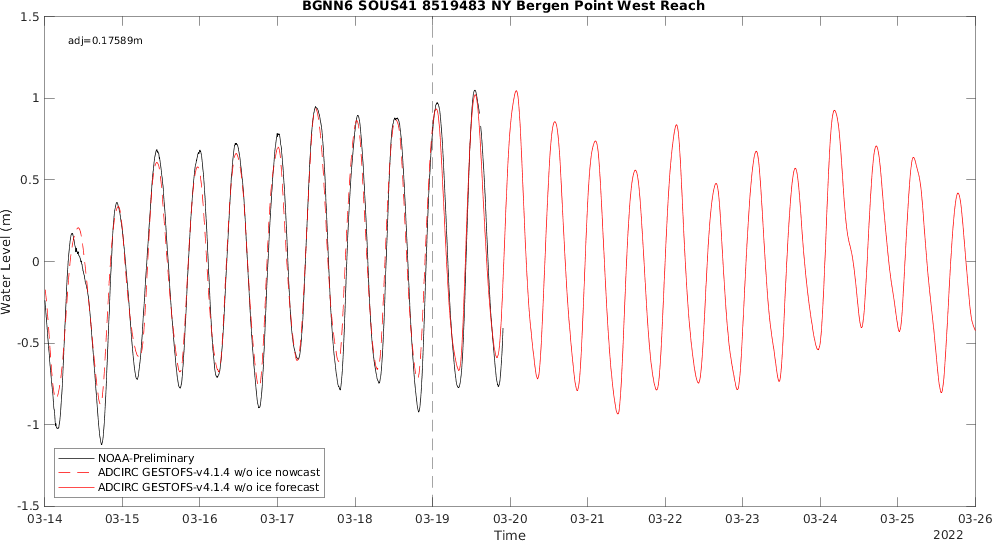 BGNN6 SOUS41 8519483 NY Bergen Point West Reach
adj=0.17589m
1.5
1
0.5
0
-0.5
-1
-1.5
Water Level (m)
NOAA-Preliminary
ADCIRC GESTOFS-v4.1.4 w/o ice nowcast
ADCIRC GESTOFS-v4.1.4 w/o ice forecast
03-14 03-15 03-16 03-17 03-18 03-19 03-20 03-21 03-22 03-23 03-24 03-25 03-26
Time
2022